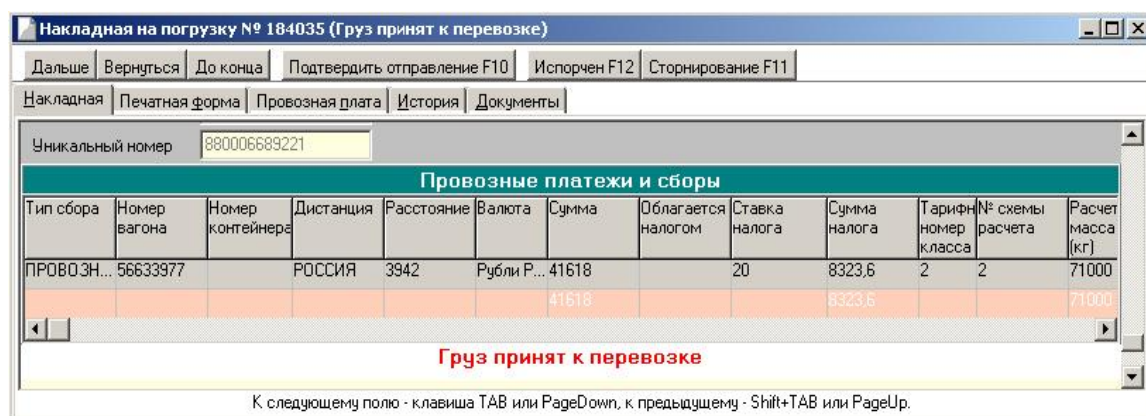 Накладная на погрузку № 184035 (Груз принят к перевозке)
Дальше Вернуться До конца Подтвердить отправление F10 Испорчен F12 Сторнирование F11
Накладная Печатная форма Провозная плата История Документы
Уникальный номер 880006689221
Провозные платежи и сборы
Тип сбора Номер Номер Дистанция Расстояние Валюта Сумма Облагается Ставка Сумма Тарифн № схемы Расчет
вагона контейнера налогом налога налога номер расчета масса
класса (кг)
ПРОВОЗН... 56633977 РОССИЯ 3942 Рубли Р... 41618 20 8323,6 2 2 71000
41618 8323,6 71000
Груз принят к перевозке
К следующему полю - клавиша TAB или PageDown, к предыдущему - Shift+TAB или PageUp.